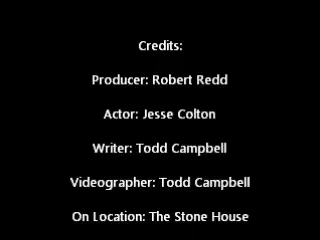 Credits:
Producer: Robert Redd
Actor: Jesse Colton
Writer: Todd Campbell
Videographer: Todd Campbell
On Location: The Stone House